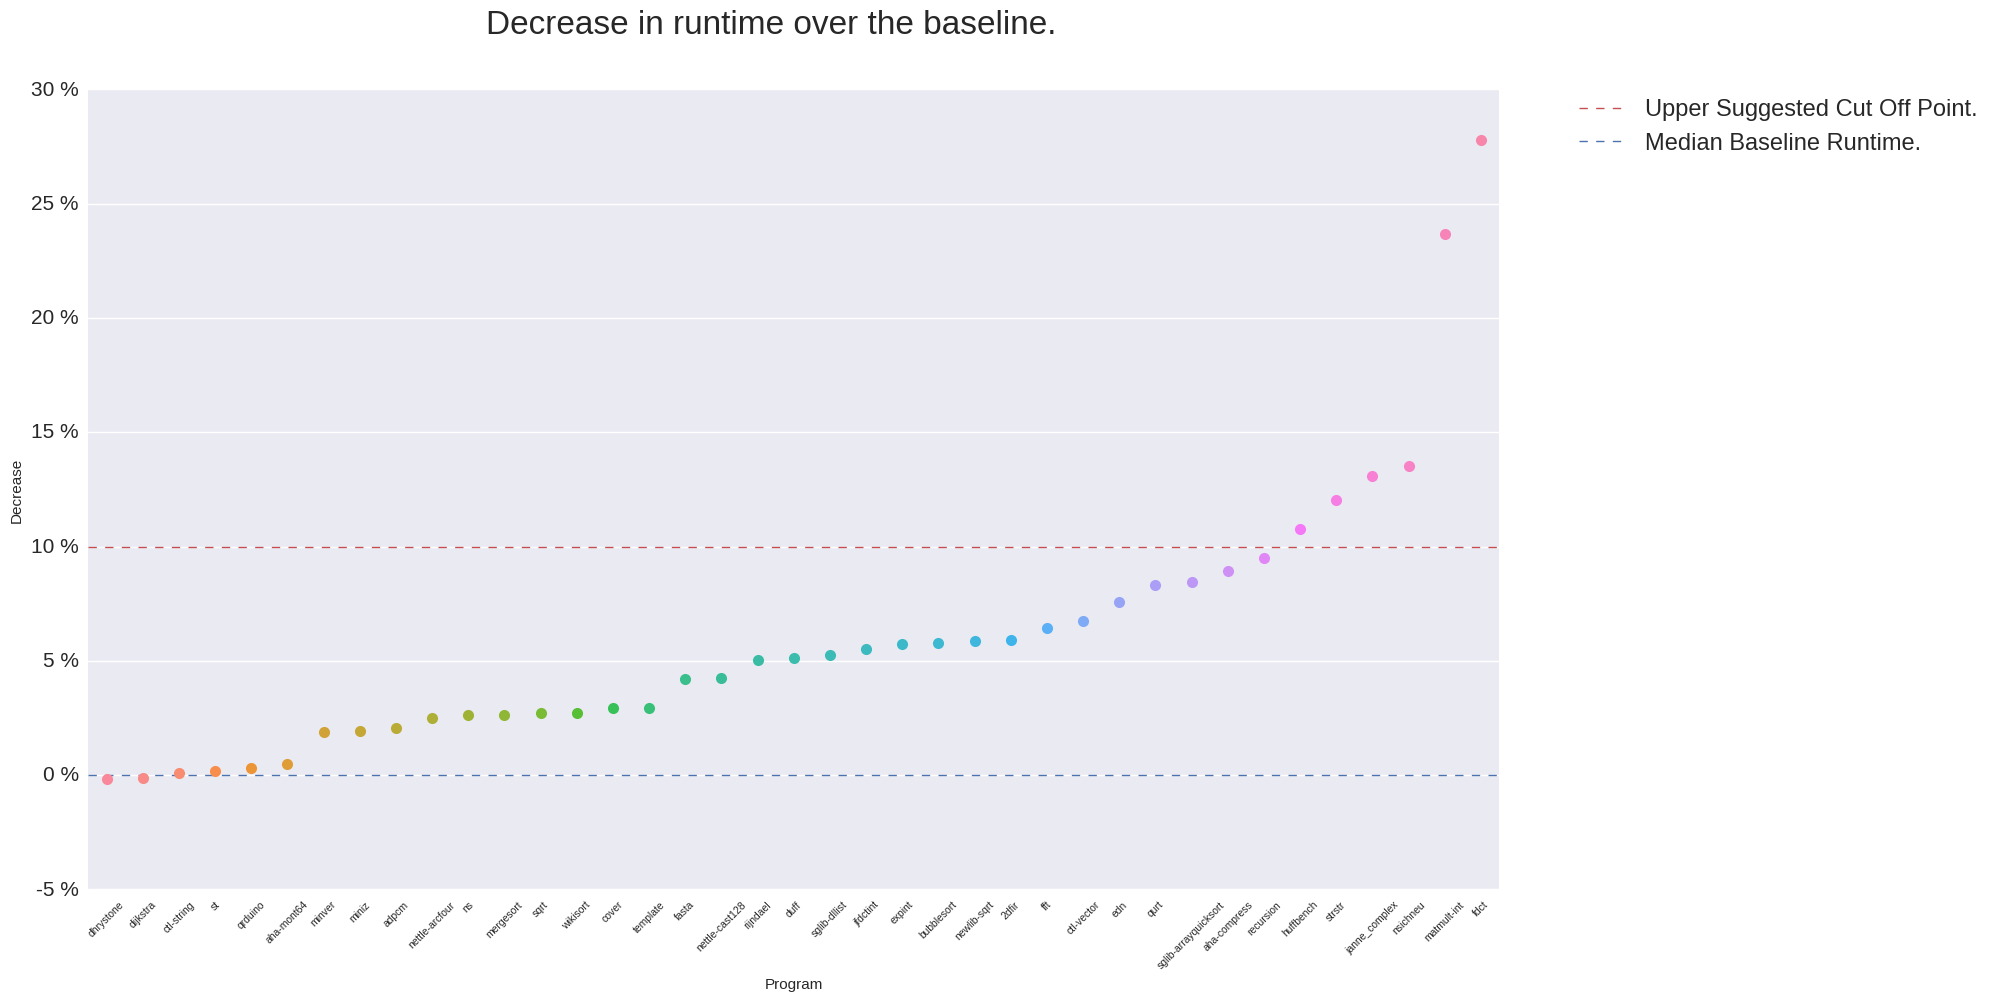 Decrease in runtime over the baseline.
30 %
25 %
20 %
15 %
10 %
5 %
0 %
-5 %
Decrease
Upper Suggested Cut Off Point.
Median Baseline Runtime.
dhrystone
dijkstra
ctl-string
st
qrduino
aha-mont64
minver
miniz
adpcm
nettle-arcfour
ns
mergesort
sqrt
wikisort
cover
template
fasta
nettle-cast128
rijndael
duff
sglib-dllist
jfdctint
expint
bubblesort
newlib-sqrt
2dfir
fft
ctl-vector
edn
qurt
sglib-arrayquicksort
aha-compress
recursion
huffbench
strstr
janne_complex
nsichneu
matmult-int
fdct
Program